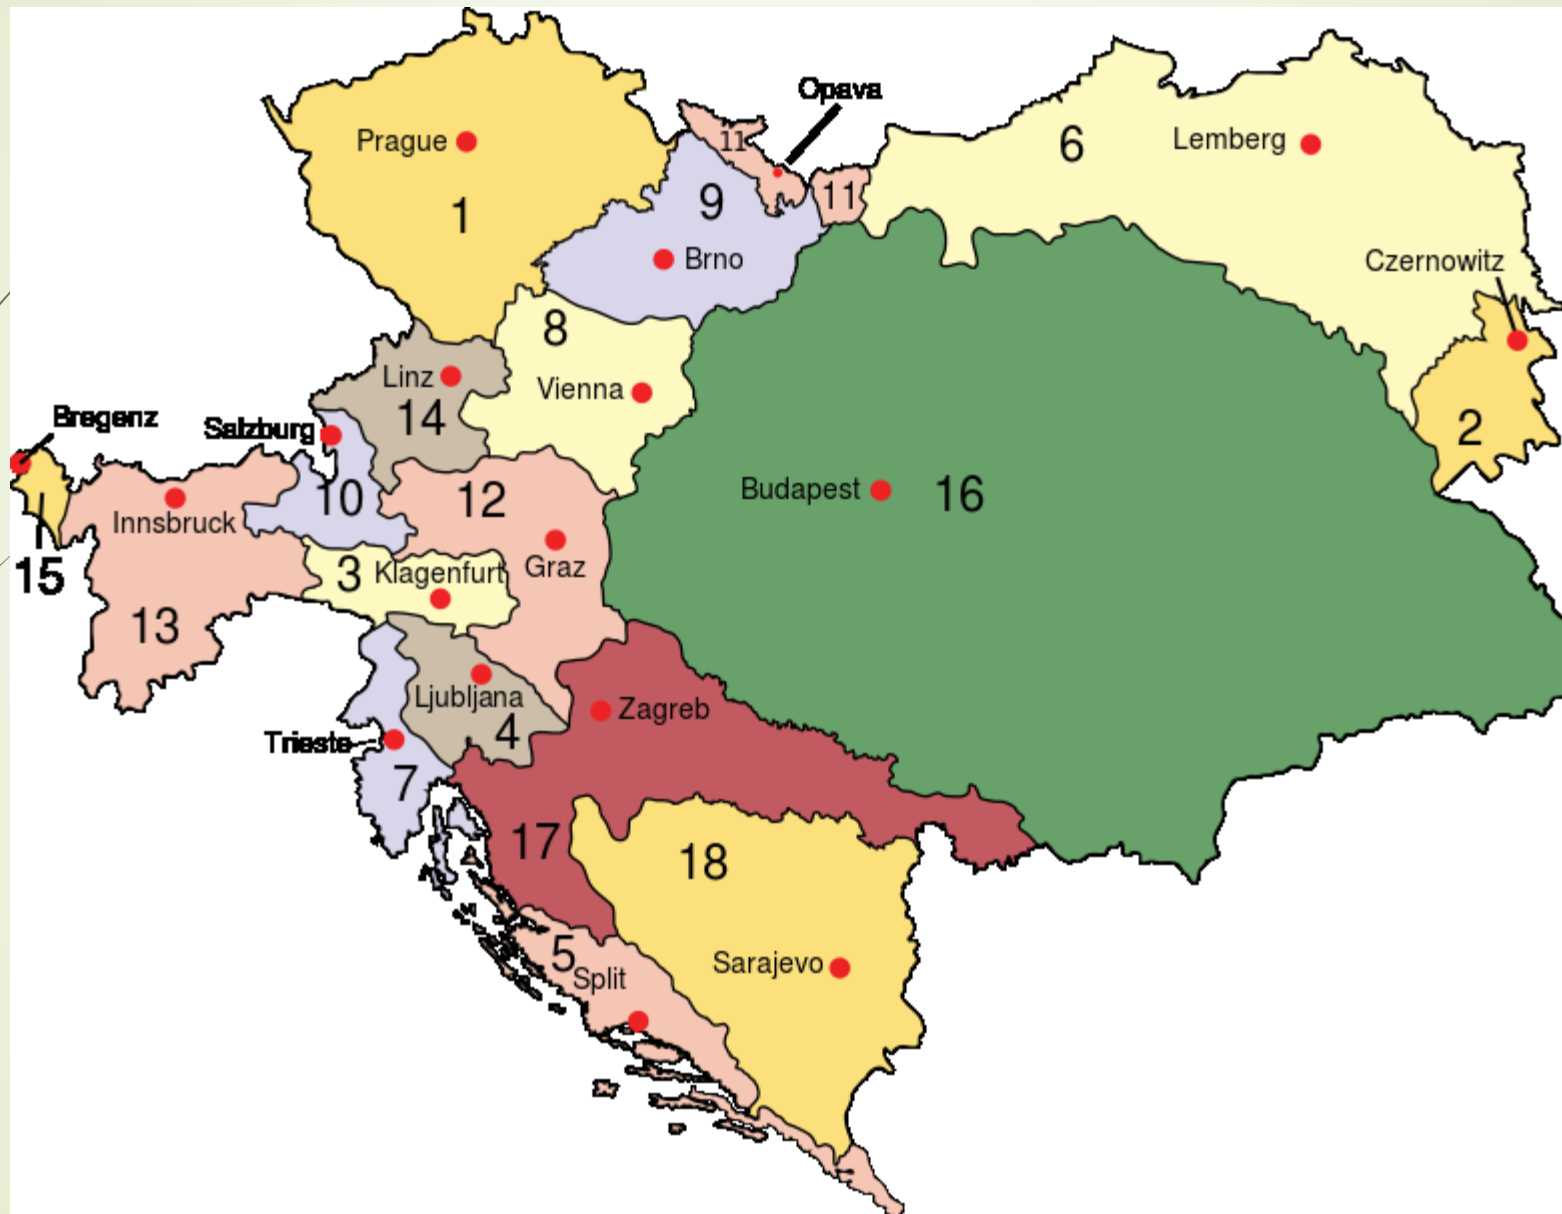 Opava
Prague
11
6
Lemberg
1
9
11
Brno
Czernowitz
8
Linz
Vienna
14
2
Bregenz
Salzburg
Budapest
16
10
12
Innsbruck
15
3
Klagenfurt
Graz
13
Ljubljana
4
Zagreb
Trieste
7
17
18
5
Split
Sarajevo